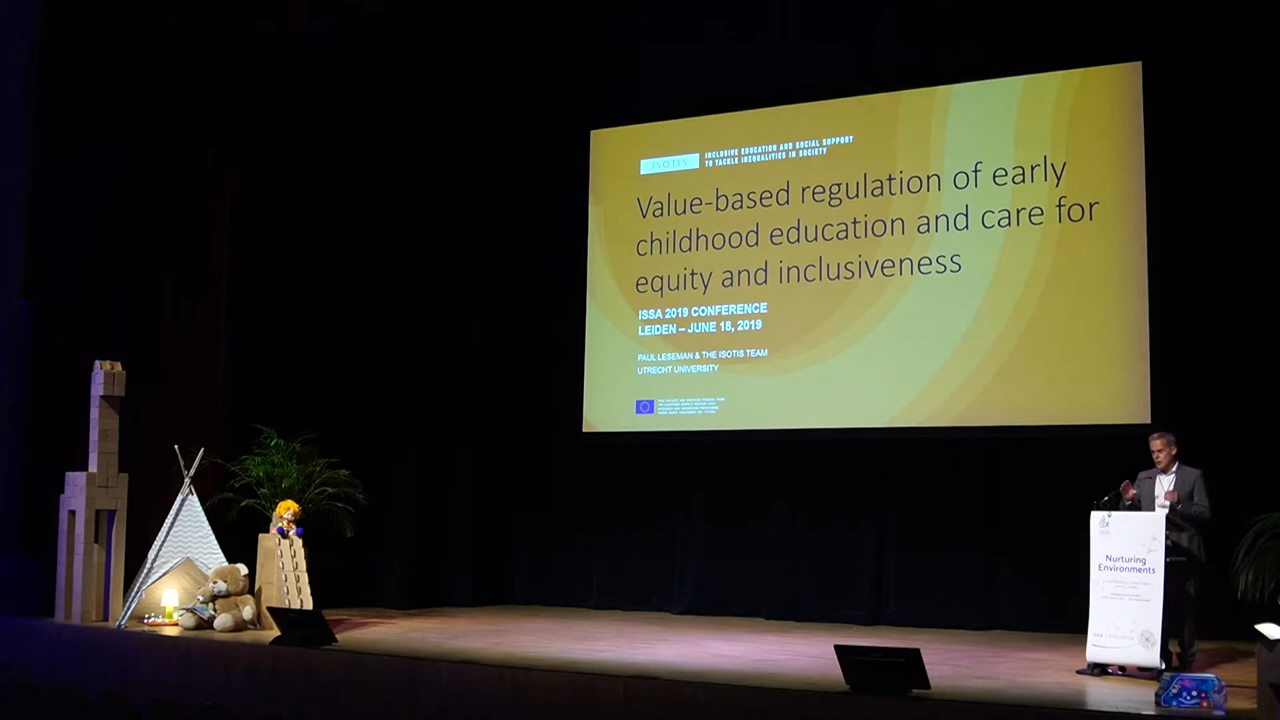 ISOTIS
INCLUSIVE EDUCATION AND SOCIAL SUPPORT
TO TACKLE INEQUALITIES IN SOCIETY
Value-based regulation of early
childhood education and care for
equity and inclusiveness
ISSA 2019 CONFERENCE
LEIDEN – JUNE 18, 2019
PAUL LESEMAN & THE ISOTIS TEAM
UTRECHT UNIVERSITY
Nurturing
Environments